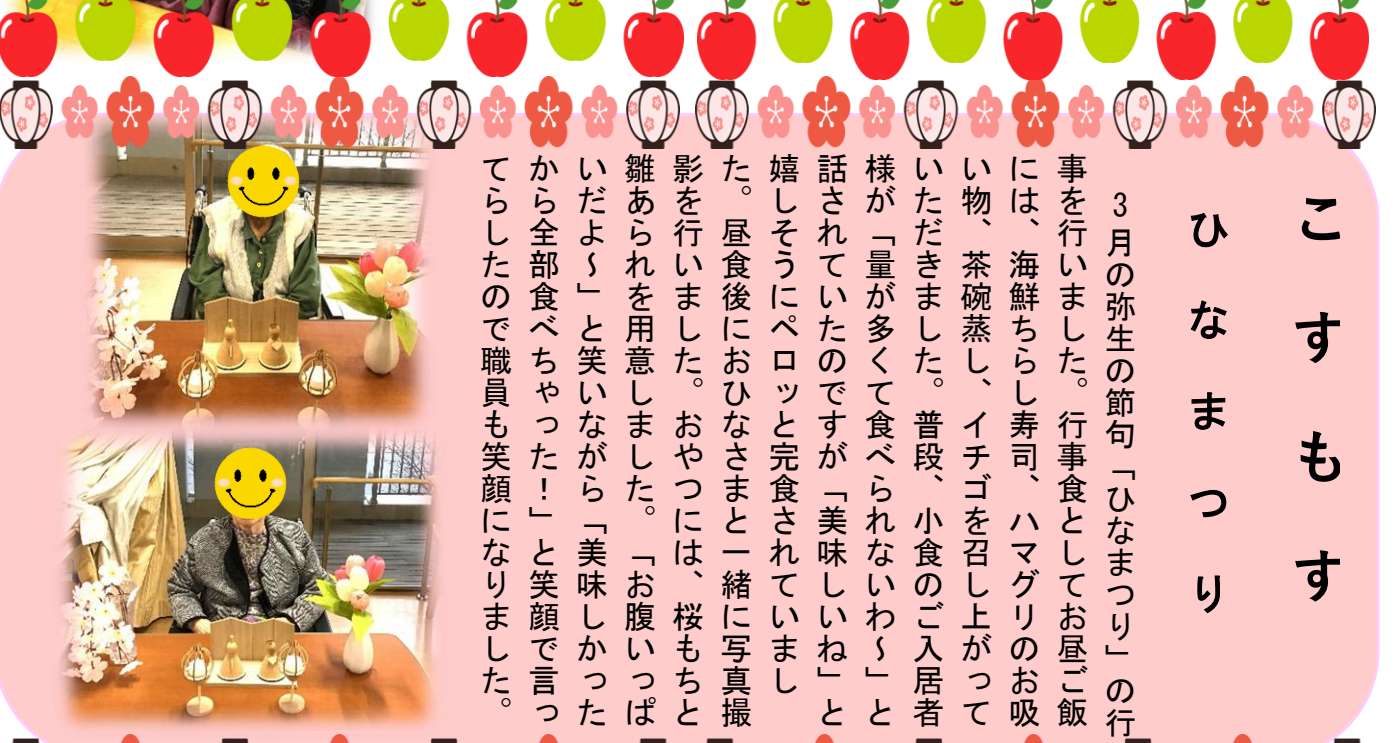 こすもす
ひなまつり
３月の弥生の節句「ひなまつり」の行
事を行いました。行事食としてお昼ご飯
には、海鮮ちらし寿司、ハマグリのお吸
い物、茶碗蒸し、イチゴを召し上がって
いただきました。普段、小食のご入居者
様が「量が多くて食べられないわ～」と
話されていたのですが「美味しいね」と
嬉しそうにペロッと完食されていまし
た。昼食後におひなさまと一緒に写真撮
影を行いました。おやつには、桜もちと
雛あられを用意しました。「お腹いっぱ
いだよ～」と笑いながら「美味しかった
から全部食べちゃった！」と笑顔で言っ
てらしたので職員も笑顔になりました。